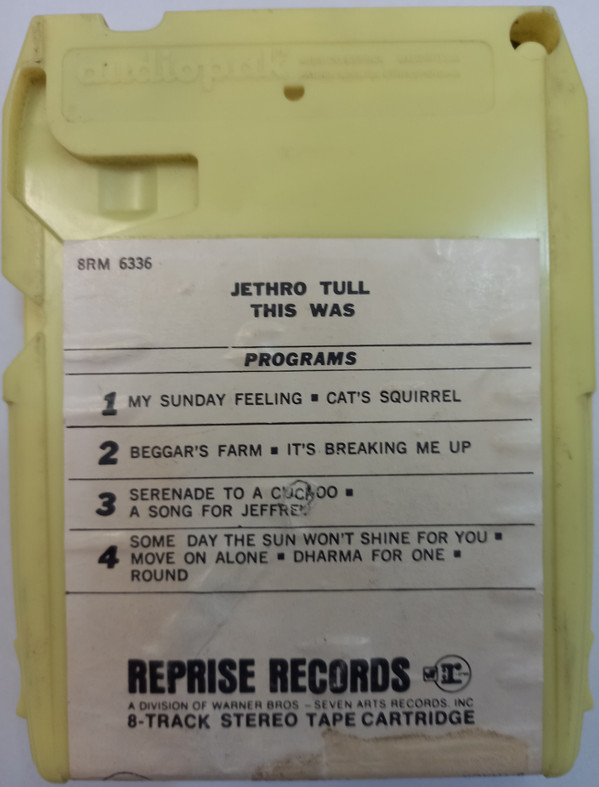 audiopak
8RM 6336
JETHRO TULL
THIS WAS
PROGRAMS
1 MY SUNDAY FEELING ▪ CAT'S SQUIRREL
2 BEGGAR'S FARM ▪ IT'S BREAKING ME UP
3 SERENADE TO A CUCKOO ▪
A SONG FOR JEFFREY
4 SOME DAY THE SUN WON'T SHINE FOR YOU ▪
MOVE ON ALONE ▪ DHARMA FOR ONE ▪
ROUND
REPRISE RECORDS
A DIVISION OF WARNER BROS – SEVEN ARTS RECORDS, INC
8-TRACK STEREO TAPE CARTRIDGE